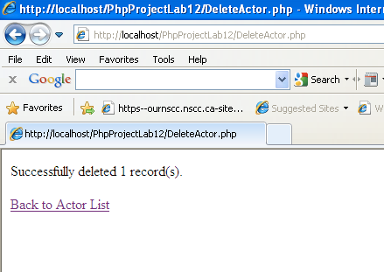 http://localhost/PhpProjectLab12/DeleteActor.php - Windows Inter
http://localhost/PhpProjectLab12/DeleteActor.php
File Edit View Favorites Tools Help
x Google Search
Favorites https--ournscc.nscc.ca-site... Suggested Sites
http://localhost/PhpProjectLab12/DeleteActor.php
Successfully deleted 1 record(s).
Back to Actor List